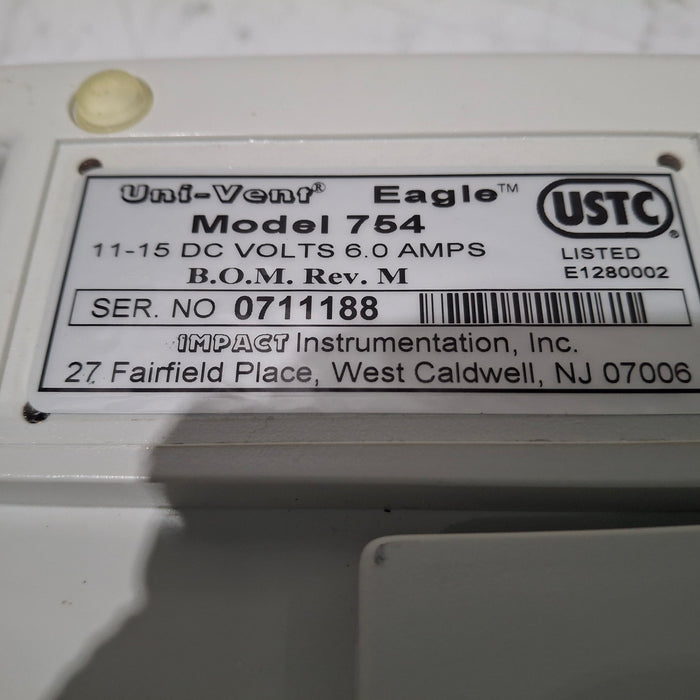 Uni-Vent® Eagle™
Model 754
11-15 DC VOLTS 6.0 AMPS
B.O.M. Rev. M
USTC®
LISTED
E1280002
SER. NO 0711188
IMPACT Instrumentation, Inc.
27 Fairfield Place, West Caldwell, NJ 07006